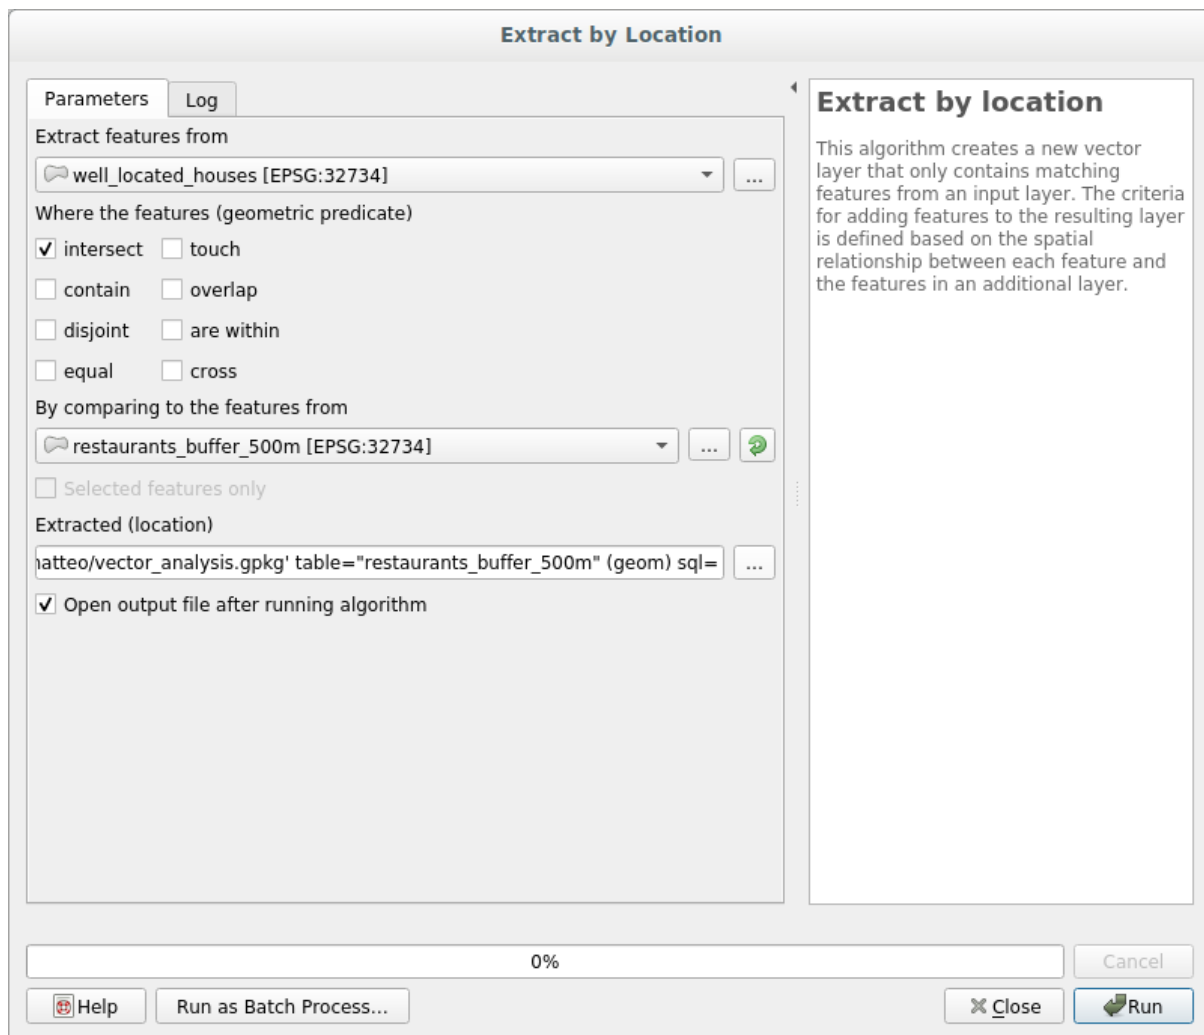 Extract by Location
Parameters
Log
Extract features from
well_located_houses [EPSG:32734]
...
Where the features (geometric predicate)
intersect
touch
contain
overlap
disjoint
are within
equal
cross
By comparing to the features from
restaurants_buffer_500m [EPSG:32734]
...
Selected features only
Extracted (location)
atteo/vector_analysis.gpkg' table="restaurants_buffer_500m" (geom) sql=
...
Open output file after running algorithm
Extract by location
This algorithm creates a new vector
layer that only contains matching
features from an input layer. The criteria
for adding features to the resulting layer
is defined based on the spatial
relationship between each feature and
the features in an additional layer.
0%
Cancel
Help
Run as Batch Process...
Close
Run